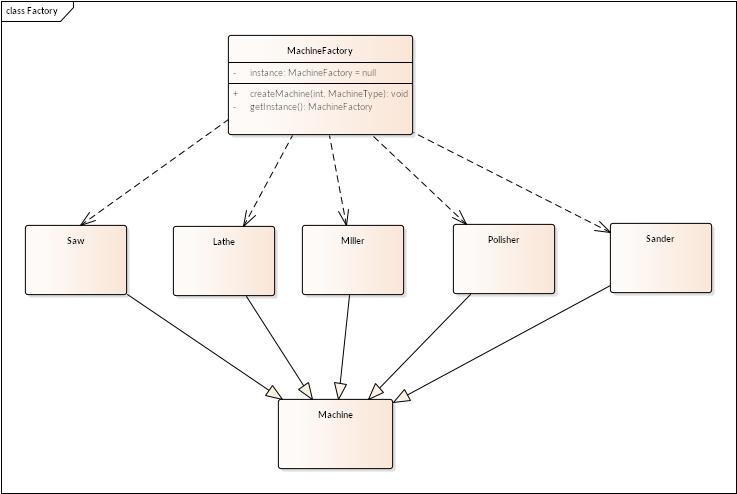 class Factory
MachineFactory
- instance: MachineFactory = null
+ createMachine(int, MachineType): void
- getInstance(): MachineFactory
Saw
Lathe
Miller
Polisher
Sander
Machine